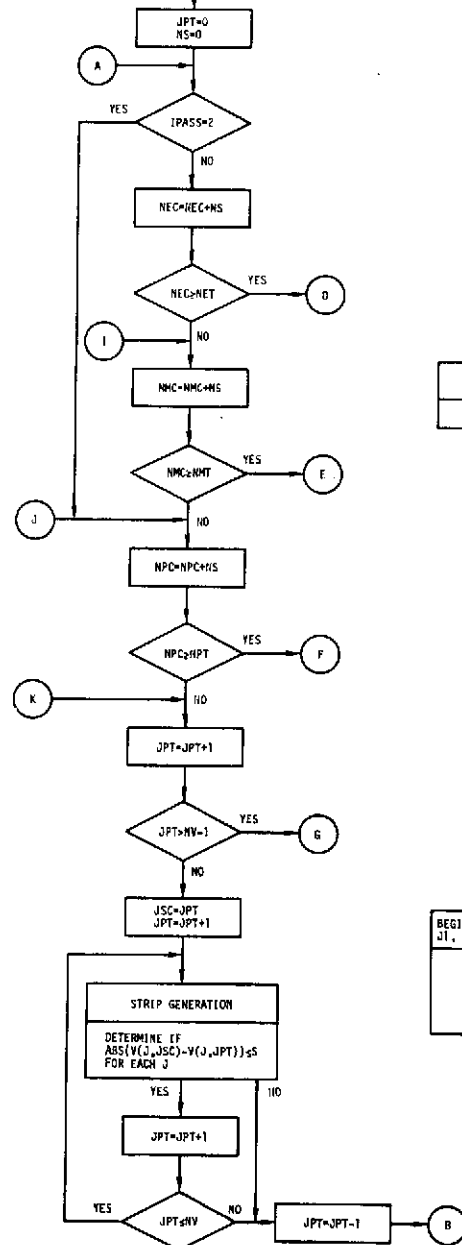 JPT=0
NS=0
A
YES
IPASS=2
NO
NEC=NEC+NS
NEC≥NET
YES
D
I
NO
NMC=NMC+NS
NMC≥NMT
YES
E
J
NO
NPC=NPC+NS
NPC≥NPT
YES
F
K
NO
JPT=JPT+1
JPT>NV-1
YES
G
NO
JSC=JPT
JPT=JPT+1
BEGI
J1,
STRIP GENERATION
DETERMINE IF
ABS(V(J,JSC)-V(J,JPT))≤S
FOR EACH J
YES
NO
JPT=JPT+1
YES
JPT≤NV
NO
JPT=JPT-1
B